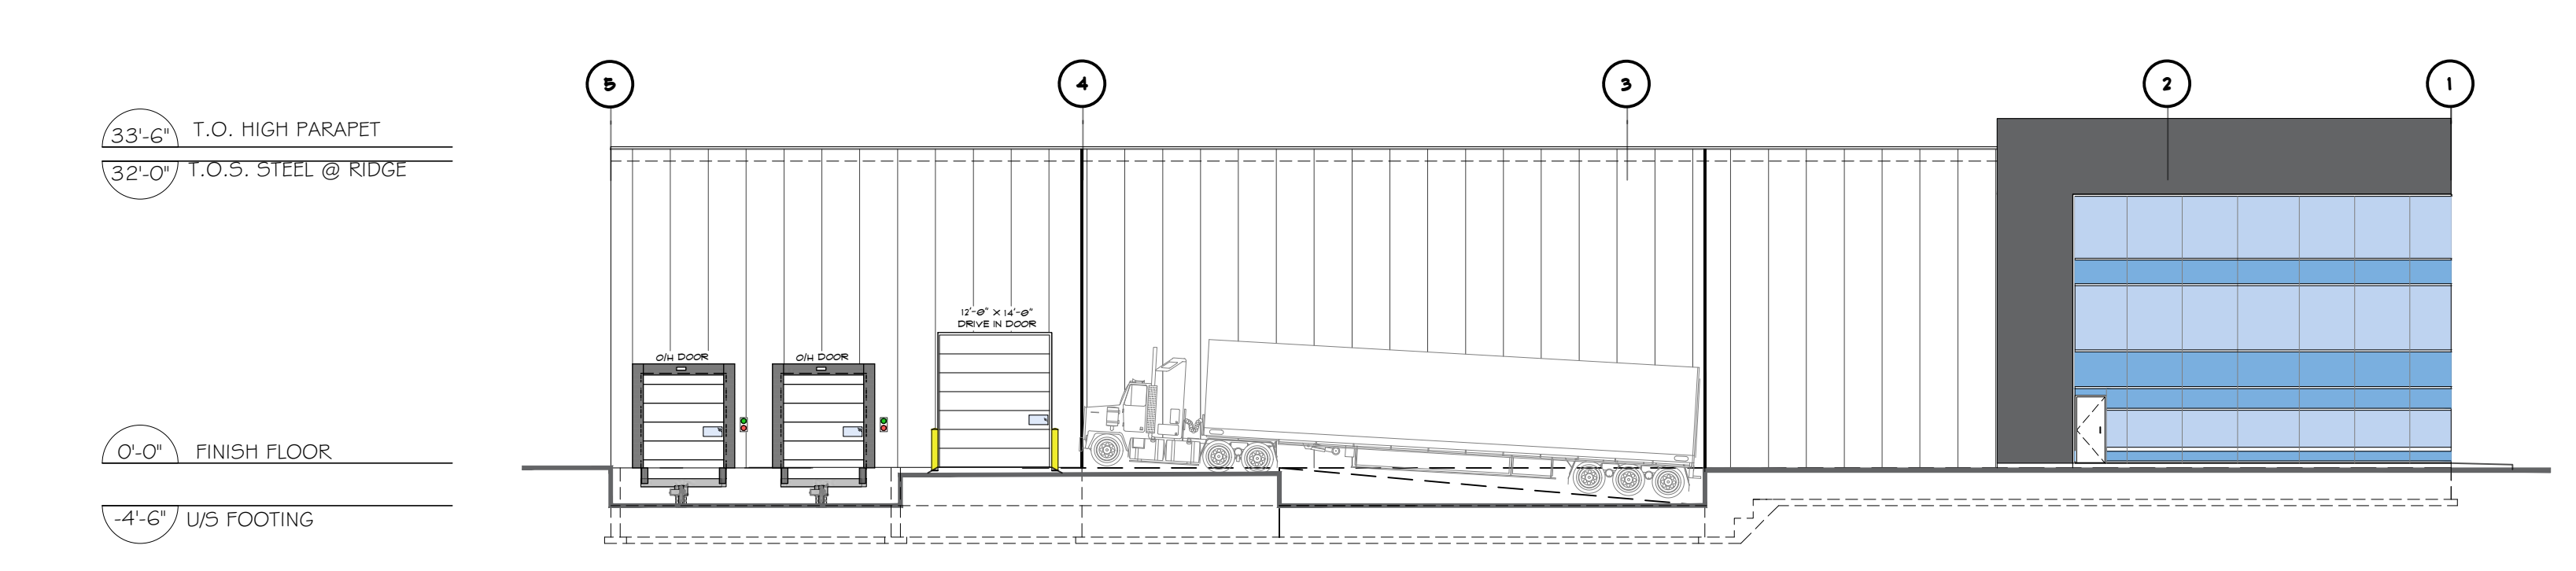 5
4
3
2
1
33'-6" T.O. HIGH PARAPET
32'-0" T.O.S. STEEL @ RIDGE
12'-0" X 14'-0"
DRIVE IN DOOR
O/H DOOR
O/H DOOR
0'-0" FINISH FLOOR
-4'-6" U/S FOOTING